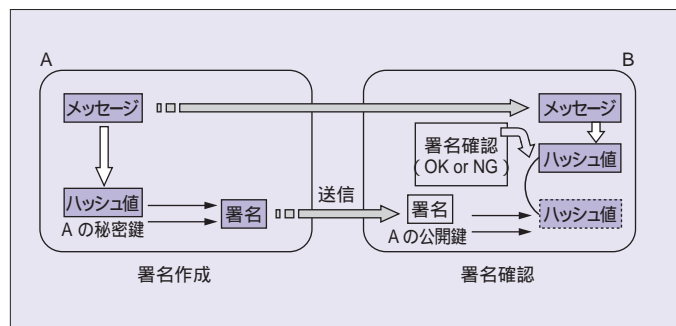 A
B
メッセージ
メッセージ
署名確認
( OK or NG )
ハッシュ値
ハッシュ値
A の秘密鍵
署名
送信
署名
A の公開鍵
ハッシュ値
署名作成
署名確認